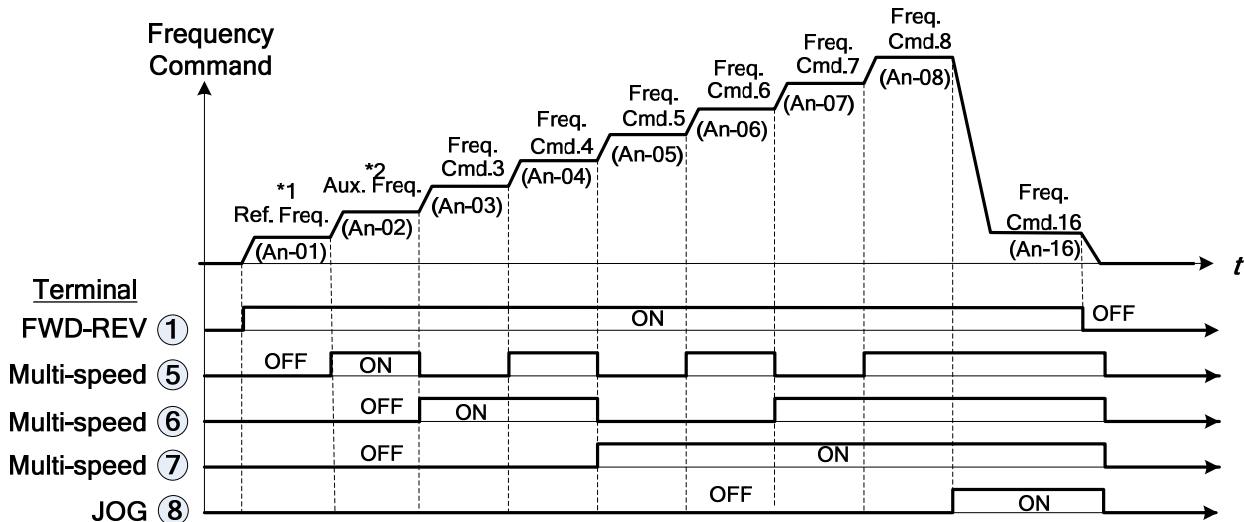 Frequency
Command
*1
Ref. Freq.
(An-01)
*2
Aux. Freq.
(An-02)
Freq.
Cmd.3
(An-03)
Freq.
Cmd.4
(An-04)
Freq.
Cmd.5
(An-05)
Freq.
Cmd.6
(An-06)
Freq.
Cmd.7
(An-07)
Freq.
Cmd.8
(An-08)
Freq.
Cmd.16
(An-16)
t
Terminal
FWD-REV 1 ON OFF
Multi-speed 5 OFF ON
Multi-speed 6 OFF ON
Multi-speed 7 OFF ON
JOG 8 OFF ON